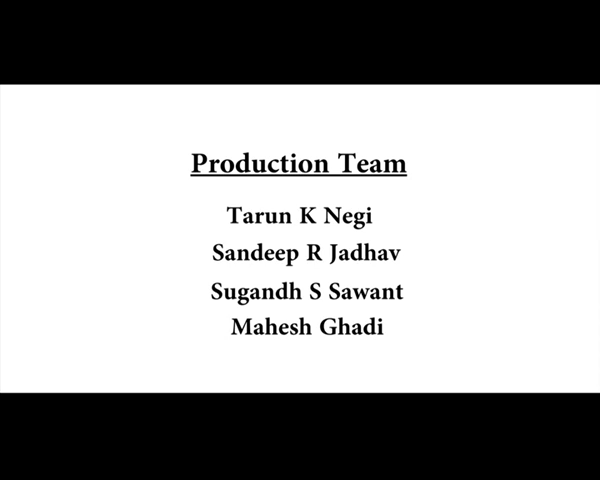 Production Team
Tarun K Negi
Sandeep R Jadhav
Sugandh S Sawant
Mahesh Ghadi